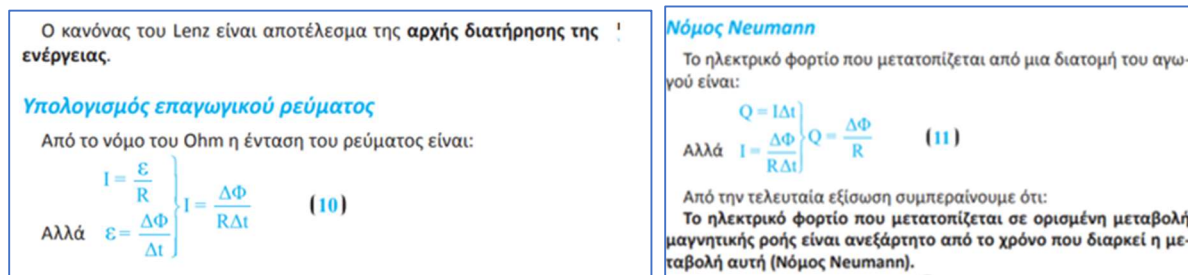 Ο κανόνας του Lenz είναι αποτέλεσμα της αρχής διατήρησης της
ενέργειας.
Υπολογισμός επαγωγικού ρεύματος
Από το νόμο του Ohm η ένταση του ρεύματος είναι:
I = ε/R
Αλλά ε = ΔΦ/Δt } I = ΔΦ/RΔt (10)
Νόμος Neumann
Το ηλεκτρικό φορτίο που μετατοπίζεται από μια διατομή του αγω-
γού είναι:
Q = IΔt
Αλλά I = ΔΦ/RΔt } Q = ΔΦ/R (11)
Από την τελευταία εξίσωση συμπεραίνουμε ότι:
Το ηλεκτρικό φορτίο που μετατοπίζεται σε ορισμένη μεταβολή
μαγνητικής ροής είναι ανεξάρτητο από το χρόνο που διαρκεί η με-
ταβολή αυτή (Νόμος Neumann).